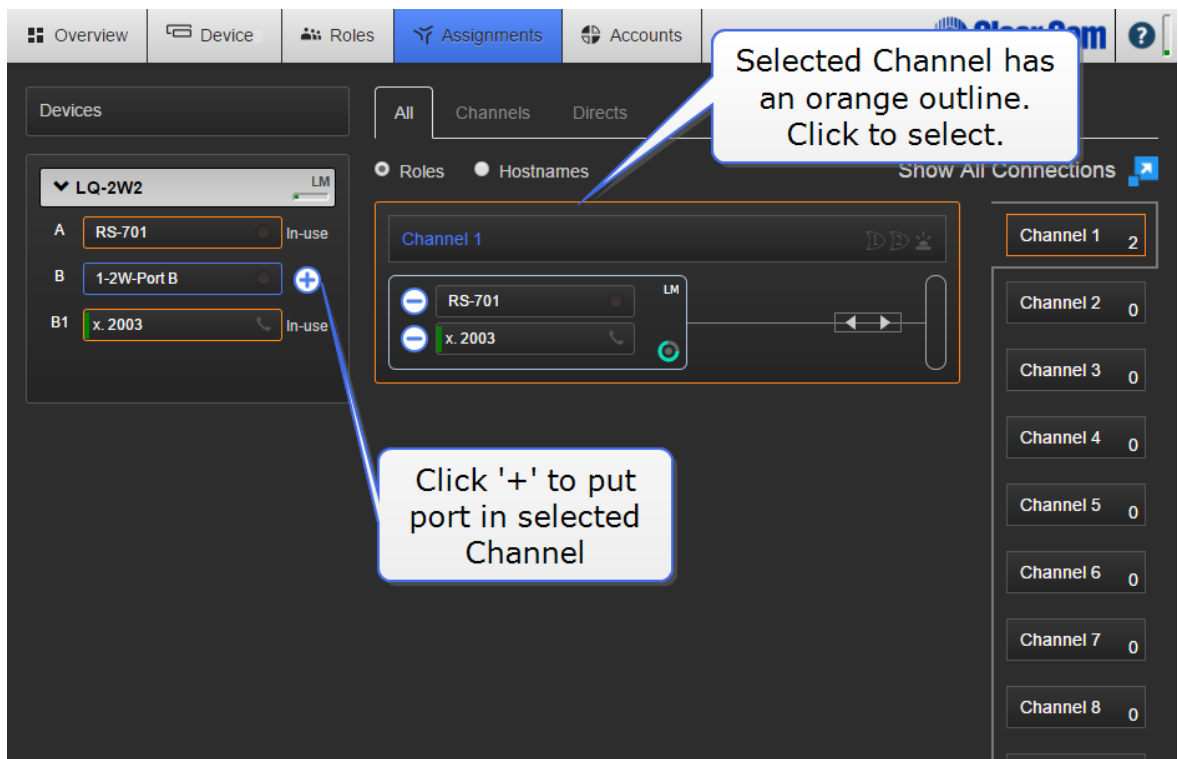 Overview
Device
Roles
Assignments
Accounts
Selected Channel has
an orange outline.
Click to select.
Devices
All
Channels
Directs
Roles
Hostnames
Show All Connections
LQ-2W2
LM
A
RS-701
In-use
B
1-2W-Port B
B1
x. 2003
In-use
Channel 1
RS-701
LM
x. 2003
Click '+' to put
port in selected
Channel
Channel 1 2
Channel 2 0
Channel 3 0
Channel 4 0
Channel 5 0
Channel 6 0
Channel 7 0
Channel 8 0